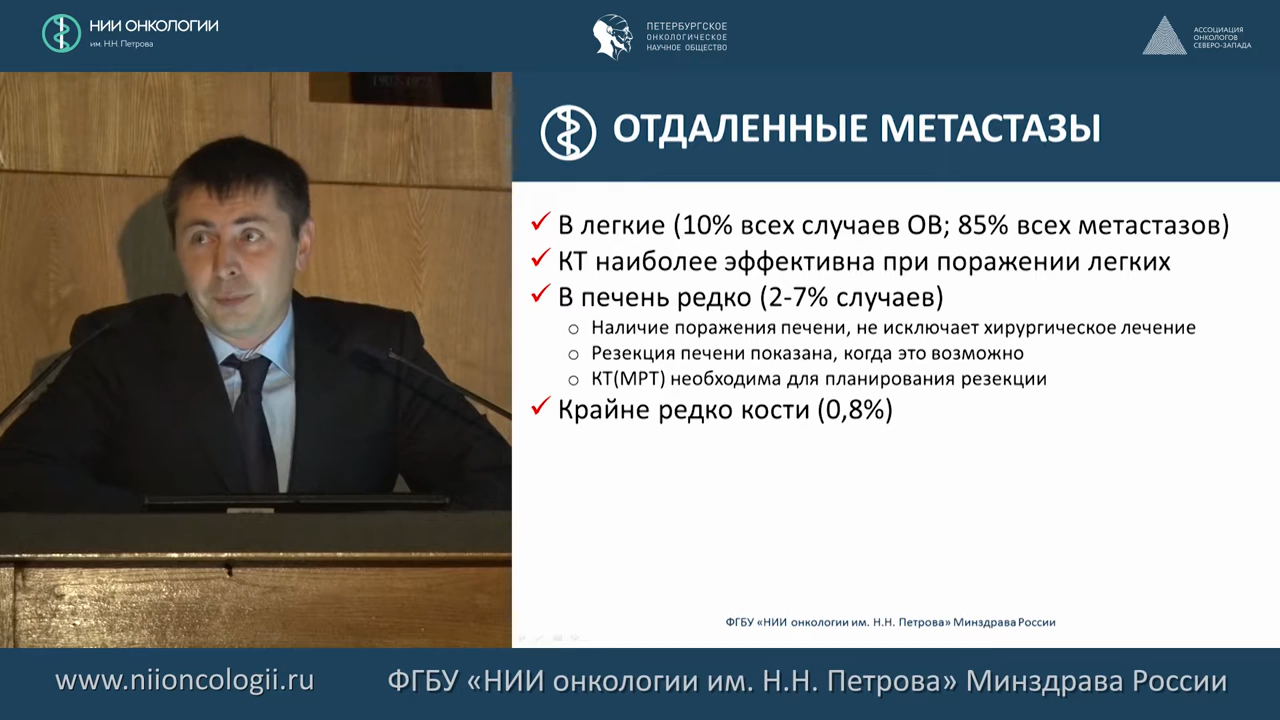 НИИ ОНКОЛОГИИ
им. Н.Н. Петрова
ПЕТЕРБУРГСКОЕ
ОНКОЛОГИЧЕСКОЕ
НАУЧНОЕ ОБЩЕСТВО
АССОЦИАЦИЯ
ОНКОЛОГОВ
СЕВЕРО-ЗАПАДА
ОТДАЛЕННЫЕ МЕТАСТАЗЫ
В легкие (10% всех случаев ОВ; 85% всех метастазов)
КТ наиболее эффективна при поражении легких
В печень редко (2-7% случаев)
Наличие поражения печени, не исключает хирургическое лечение
Резекция печени показана, когда это возможно
КТ(МРТ) необходима для планирования резекции
Крайне редко кости (0,8%)
ФГБУ «НИИ онкологии им. Н.Н. Петрова» Минздрава России
www.niioncologii.ru
ФГБУ «НИИ онкологии им. Н.Н. Петрова» Минздрава России